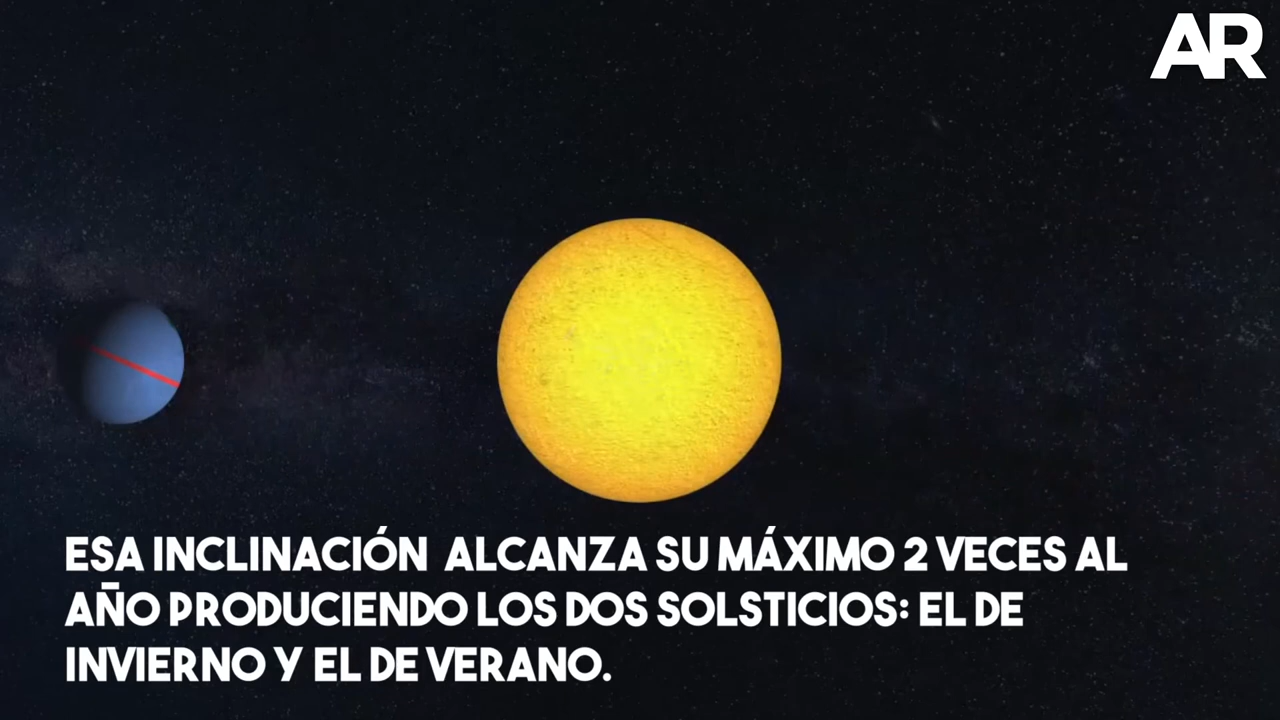 AR
ESA INCLINACIÓN ALCANZA SU MÁXIMO 2 VECES AL
AÑO PRODUCIENDO LOS DOS SOLSTICIOS: EL DE
INVIERNO Y EL DE VERANO.